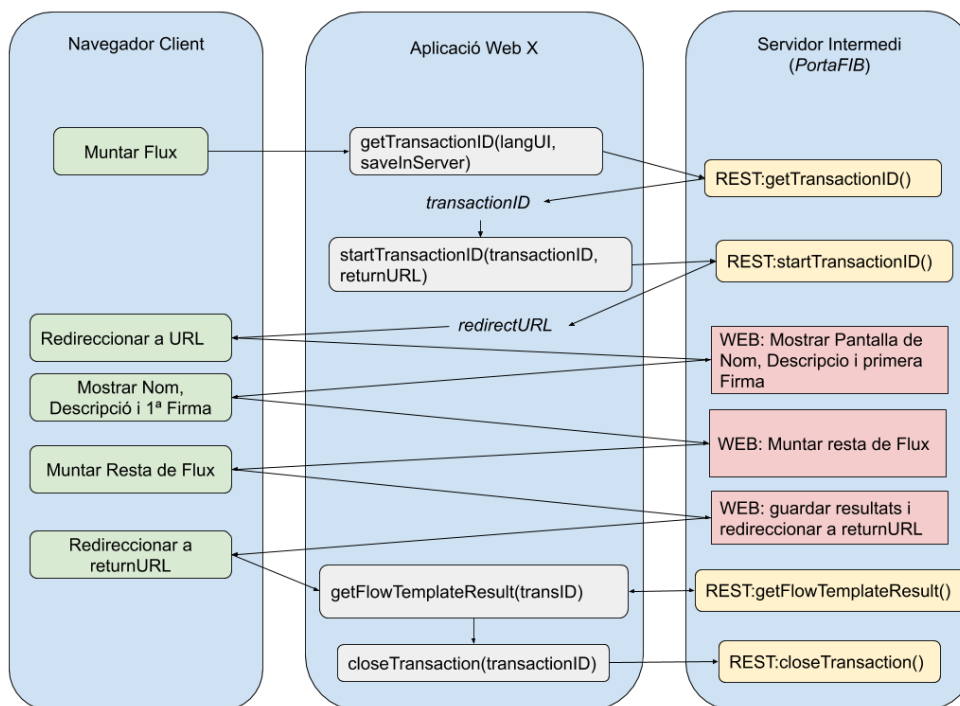 Navegador Client
Aplicació Web X
Servidor Intermedi
(PortaFIB)
Muntar Flux
getTransactionID(langUI,
saveInServer)
REST:getTransactionID()
transactionID
startTransactionID(transactionID,
returnURL)
REST:startTransactionID()
redirectURL
Redireccionar a URL
WEB: Mostrar Pantalla de
Nom, Descripcio i primera
Firma
Mostrar Nom,
Descripció i 1ª Firma
WEB: Muntar resta de Flux
Muntar Resta de Flux
WEB: guardar resultats i
redireccionar a returnURL
Redireccionar a
returnURL
getFlowTemplateResult(transID)
REST:getFlowTemplateResult()
closeTransaction(transactionID)
REST:closeTransaction()